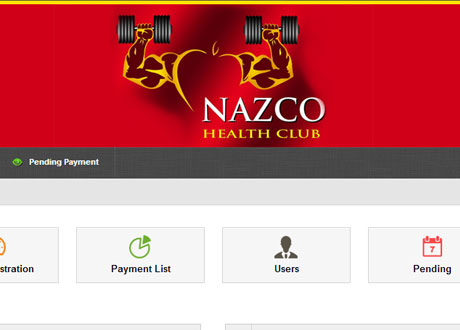 NAZCO
HEALTH CLUB
Pending Payment
7
stration
Payment List
Users
Pending